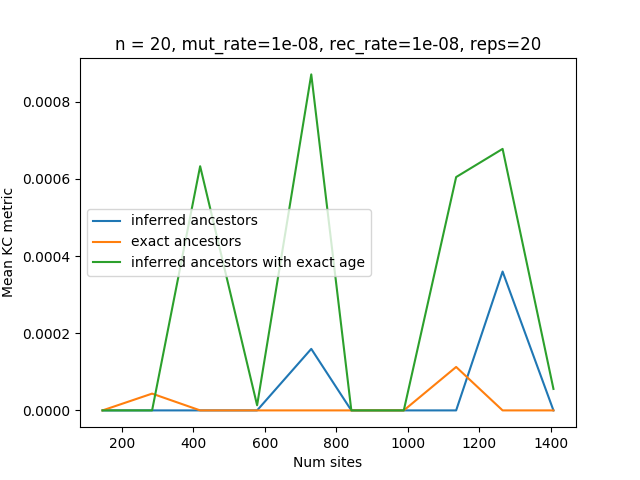 n = 20, mut_rate=1e-08, rec_rate=1e-08, reps=20
Mean KC metric
0.0008
0.0006
0.0004
0.0002
0.0000
inferred ancestors
exact ancestors
inferred ancestors with exact age
200 400 600 800 1000 1200 1400
Num sites